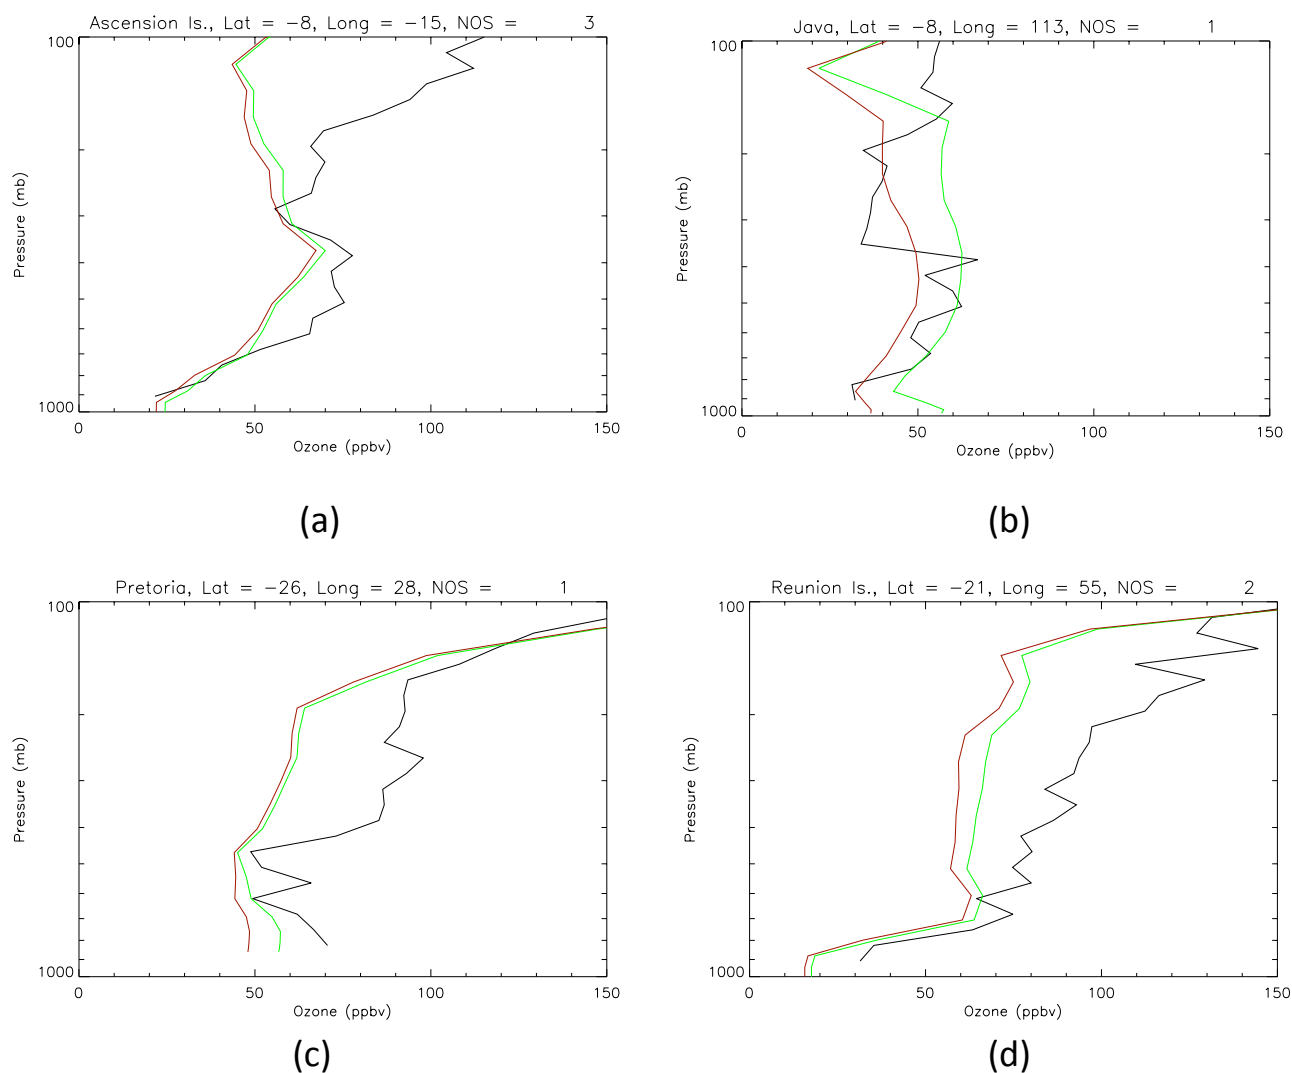 Ascension Is., Lat = −8, Long = −15, NOS = 3
100
Pressure (mb)
1000
0 50 100 150
Ozone (ppbv)
(a)
Java, Lat = −8, Long = 113, NOS = 1
100
Pressure (mb)
1000
0 50 100 150
Ozone (ppbv)
(b)
Pretoria, Lat = −26, Long = 28, NOS = 1
100
Pressure (mb)
1000
0 50 100 150
Ozone (ppbv)
(c)
Reunion Is., Lat = −21, Long = 55, NOS = 2
100
Pressure (mb)
1000
0 50 100 150
Ozone (ppbv)
(d)